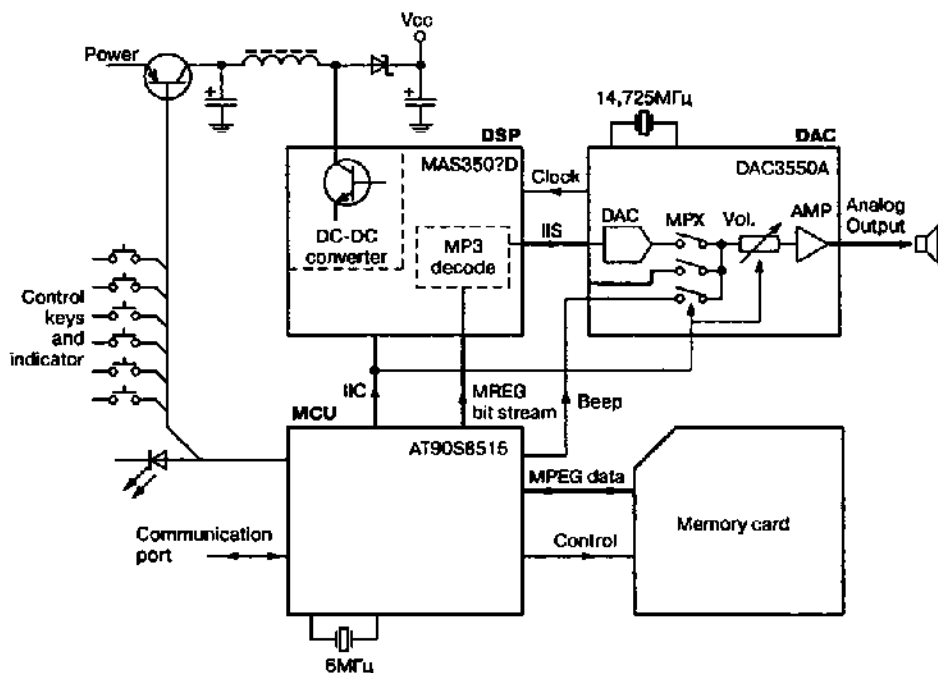 Vcc
Power
+
+
14,725МГц
DSP
DAC
MAS350?D
DAC3550A
Clock
DAC
MPX
Vol.
AMP
Analog
Output
DC-DC
converter
MP3
decode
IIS
Control
keys
and
indicator
IIC
MREG
bit stream
Beep
MCU
AT90S8515
MPEG data
Memory card
Communication
port
Control
6МГц